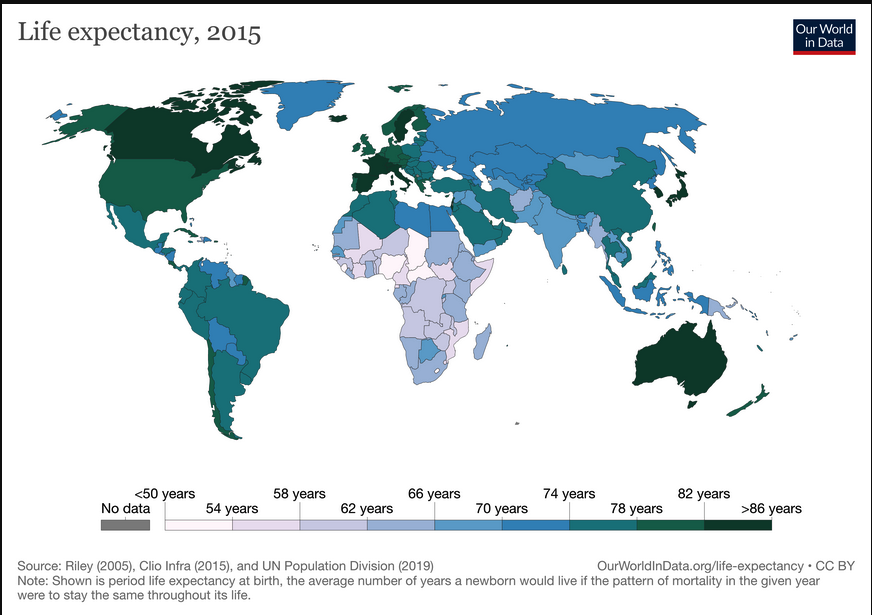 Life expectancy, 2015
Our World
in Data
<50 years 58 years 66 years 74 years 82 years
No data 54 years 62 years 70 years 78 years >86 years
Source: Riley (2005), Clio Infra (2015), and UN Population Division (2019) OurWorldInData.org/life-expectancy • CC BY
Note: Shown is period life expectancy at birth, the average number of years a newborn would live if the pattern of mortality in the given year
were to stay the same throughout its life.